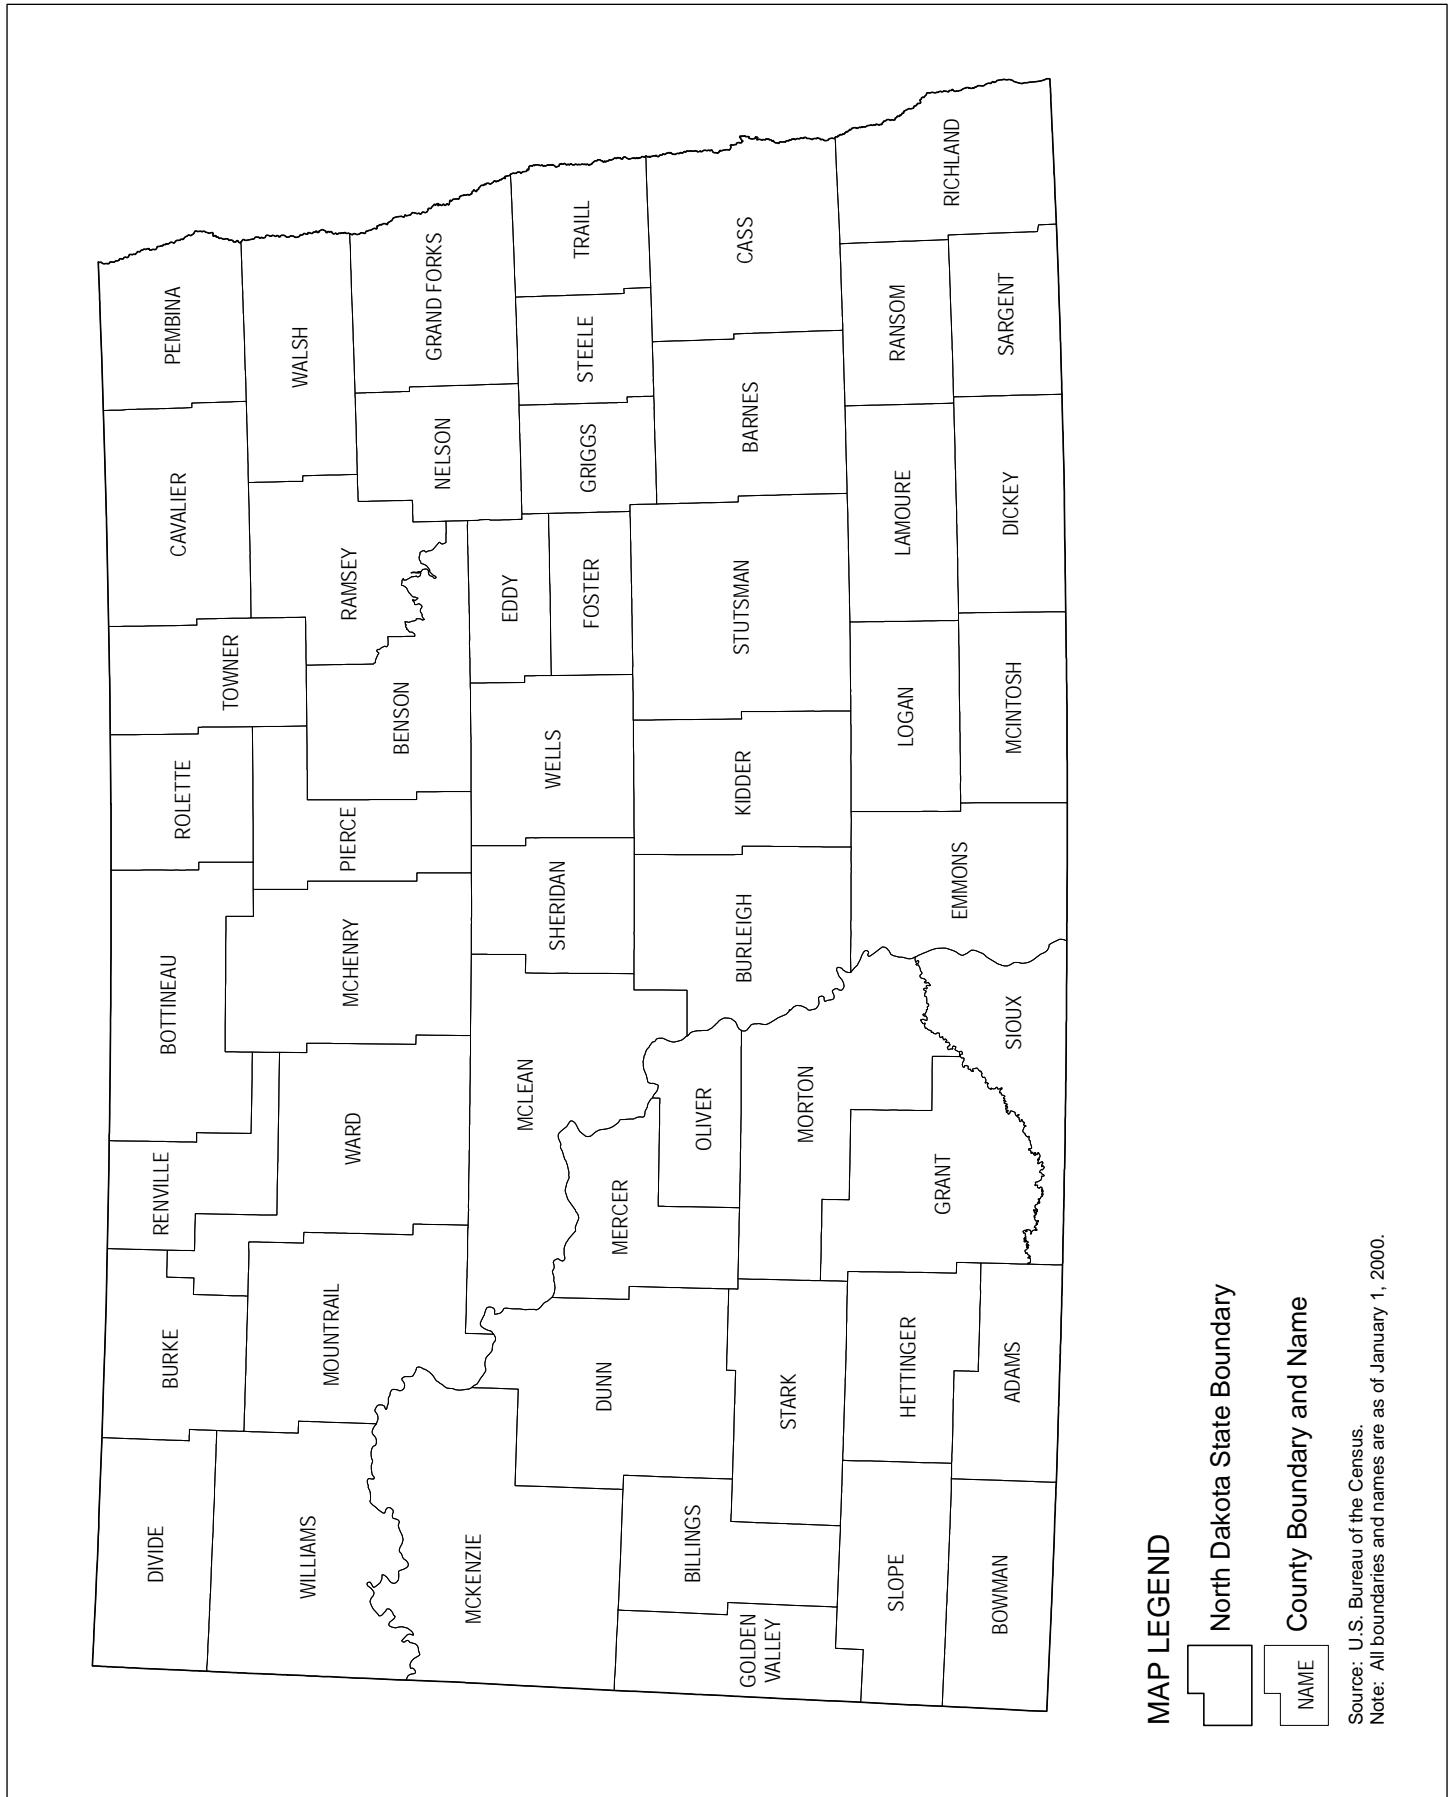 DIVIDE
BURKE
RENVILLE
BOTTINEAU
ROLETTE
TOWNER
CAVALIER
PEMBINA
WILLIAMS
MOUNTRAIL
WARD
MCHENRY
PIERCE
BENSON
RAMSEY
WALSH
NELSON
GRAND FORKS
MCKENZIE
DUNN
MERCER
MCLEAN
SHERIDAN
WELLS
EDDY
FOSTER
GRIGGS
STEELE
TRAILL
GOLDEN
VALLEY
BILLINGS
STARK
OLIVER
MORTON
BURLEIGH
KIDDER
STUTSMAN
BARNES
CASS
SLOPE
HETTINGER
GRANT
EMMONS
LOGAN
LAMOURE
RANSOM
RICHLAND
BOWMAN
ADAMS
SIOUX
MCINTOSH
DICKEY
SARGENT
MAP LEGEND
North Dakota State Boundary
NAME County Boundary and Name
Source: U.S. Bureau of the Census.
Note: All boundaries and names are as of January 1, 2000.